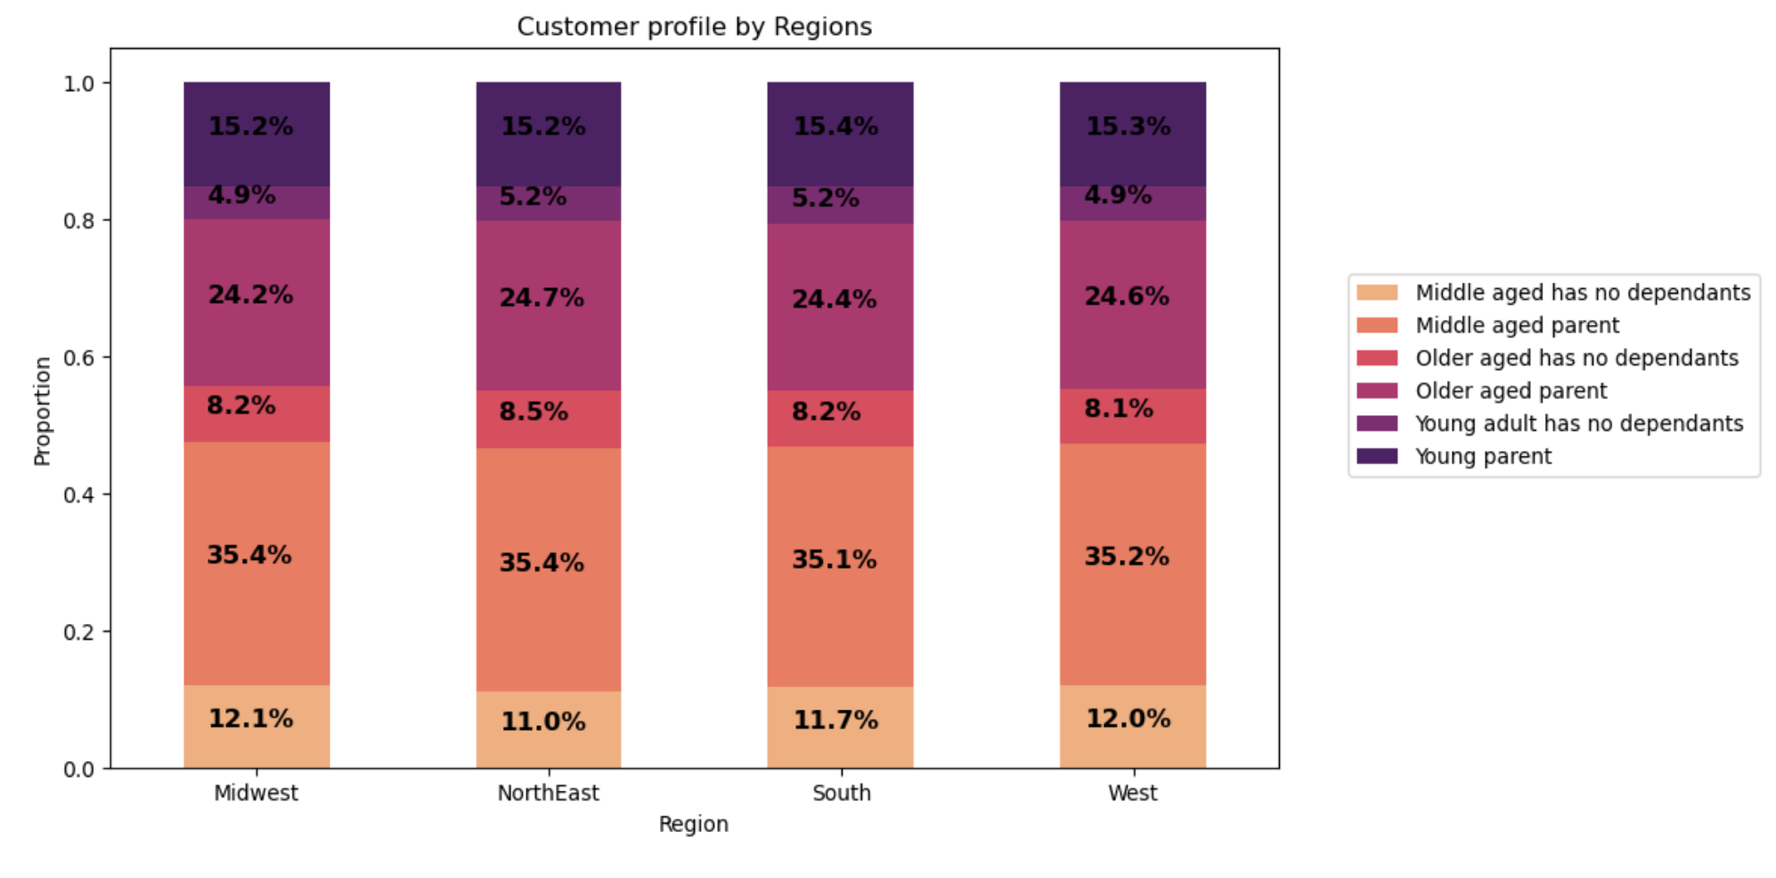 Customer profile by Regions
1.0
0.8
0.6
0.4
0.2
0.0
Proportion
15.2%
15.2%
15.4%
15.3%
4.9%
5.2%
5.2%
4.9%
24.2%
24.7%
24.4%
24.6%
8.2%
8.5%
8.2%
8.1%
35.4%
35.4%
35.1%
35.2%
12.1%
11.0%
11.7%
12.0%
Midwest
NorthEast
South
West
Region
Middle aged has no dependants
Middle aged parent
Older aged has no dependants
Older aged parent
Young adult has no dependants
Young parent